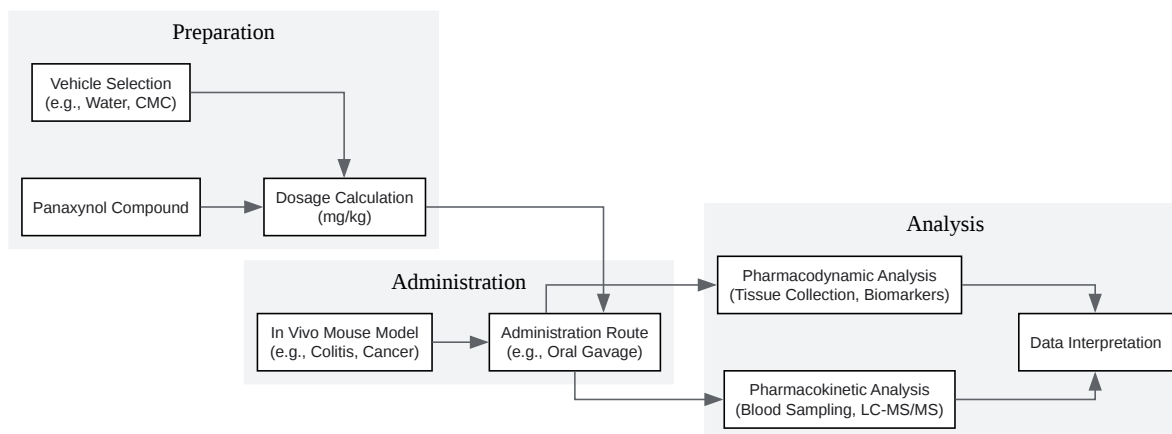 Preparation
Vehicle Selection
(e.g., Water, CMC)
Panaxynol Compound
Dosage Calculation
(mg/kg)
Administration
In Vivo Mouse Model
(e.g., Colitis, Cancer)
Administration Route
(e.g., Oral Gavage)
Analysis
Pharmacodynamic Analysis
(Tissue Collection, Biomarkers)
Pharmacokinetic Analysis
(Blood Sampling, LC-MS/MS)
Data Interpretation